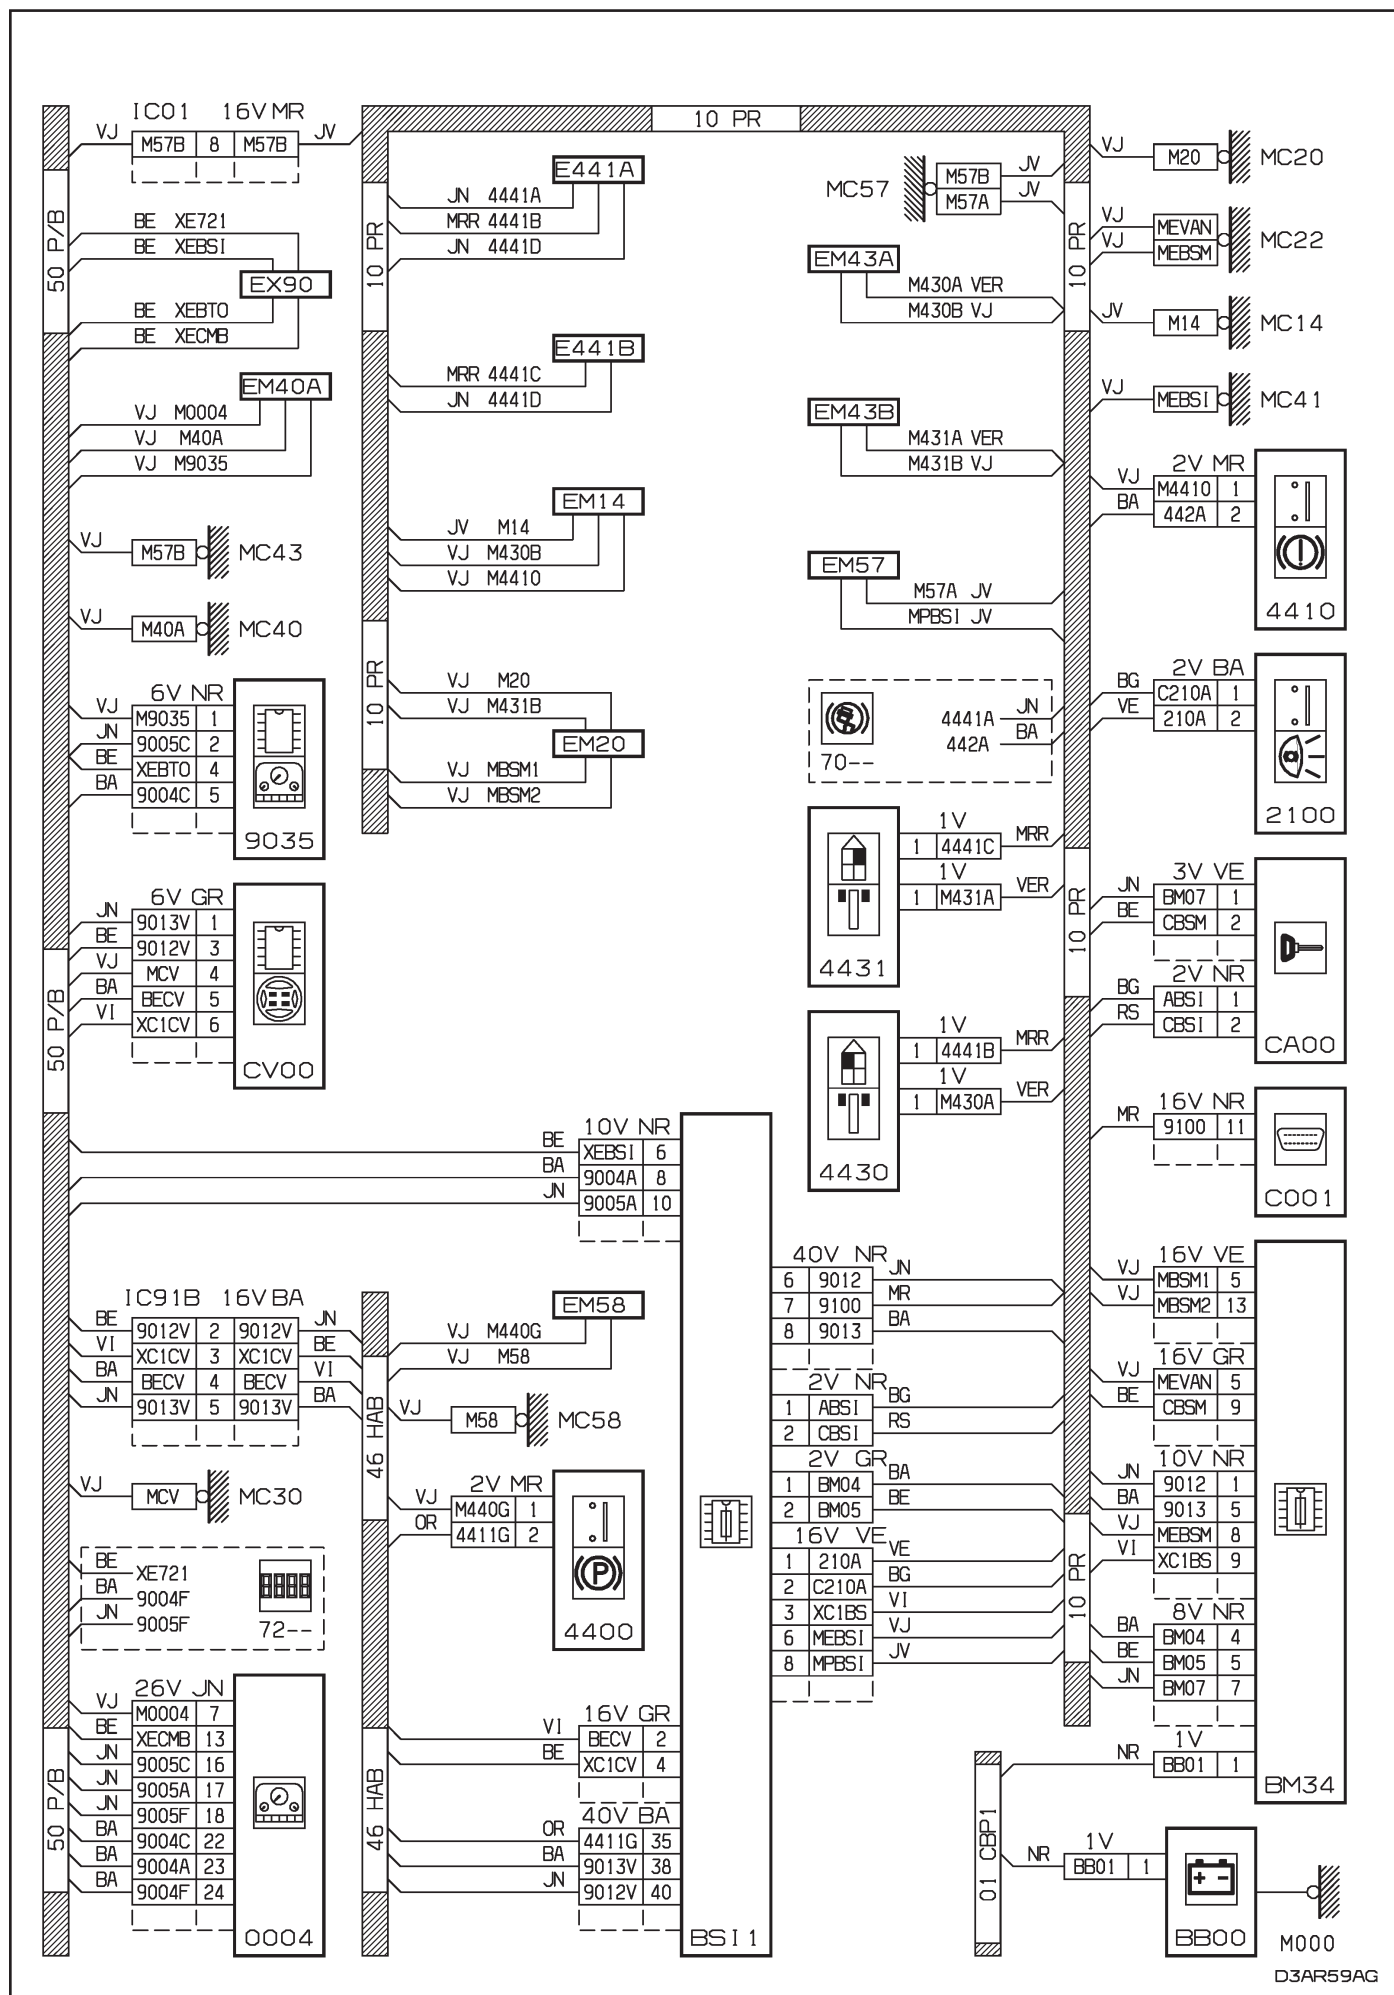 10 PR
IC01 16V MR
VJ M57B 8 M57B JV
50 P/B
BE XE721
BE XEBSI
EX90
BE XEBTO
BE XECMB
EM40A
VJ M0004
VJ M40A
VJ M9035
VJ M57B MC43
VJ M40A MC40
6V NR
VJ M9035 1
JN 9005C 2
BE XEBTO 4
BA 9004C 5
9035
6V GR
JN 9013V 1
BE 9012V 3
VJ MCV 4
BA BECV 5
VI XC1CV 6
CV00
50 P/B
IC91B 16V BA
BE 9012V 2 9012V JN
VI XC1CV 3 XC1CV BE
BA BECV 4 BECV VI
JN 9013V 5 9013V BA
VJ MCV MC30
BE XE721
BA 9004F
JN 9005F
72--
26V JN
VJ M0004 7
BE XECMB 13
JN 9005C 16
JN 9005A 17
JN 9005F 18
BA 9004C 22
BA 9004A 23
BA 9004F 24
0004
50 P/B
10 PR
E441A
JN 4441A
MRR 4441B
JN 4441D
E441B
MRR 4441C
JN 4441D
EM14
JV M14
VJ M430B
VJ M4410
10 PR
VJ M20
VJ M431B
EM20
VJ MBSM1
VJ MBSM2
10V NR
BE XEBSI 6
BA 9004A 8
JN 9005A 10
EM58
VJ M440G
VJ M58
46 HAB
VJ M58 MC58
2V MR
VJ M440G 1
OR 4411G 2
P
4400
16V GR
VI BECV 2
BE XC1CV 4
46 HAB
40V BA
OR 4411G 35
BA 9013V 38
JN 9012V 40
BSI1
MC57 M57B JV
M57A JV
10 PR
EM43A
M430A VER
M430B VJ
EM43B
M431A VER
M431B VJ
EM57
M57A JV
MPBSI JV
4441A JN
442A BA
70--
1V
1 4441C MRR
1V
1 M431A VER
4431
10 PR
1V
1 4441B MRR
1V
1 M430A VER
4430
40V NR
6 9012 JN
7 9100 MR
8 9013 BA
2V NR
1 ABSI BG
2 CBSI RS
2V GR
1 BM04 BA
2 BM05 BE
16V VE
1 210A VE
2 C210A BG
3 XC1BS VI
6 MEBSI VJ
8 MPBSI JV
10 PR
VJ M20 MC20
VJ MEVAN
VJ MEBSM
MC22
JV M14 MC14
VJ MEBSI MC41
2V MR
VJ M4410 1
BA 442A 2
4410
2V BA
BG C210A 1
VE 210A 2
2100
3V VE
JN BM07 1
BE CBSM 2
2V NR
BG ABSI 1
RS CBSI 2
CA00
16V NR
MR 9100 11
C001
16V VE
VJ MBSM1 5
VJ MBSM2 13
16V GR
VJ MEVAN 5
BE CBSM 9
10V NR
JN 9012 1
BA 9013 5
VJ MEBSM 8
VI XC1BS 9
8V NR
BA BM04 4
BE BM05 5
JN BM07 7
1V
NR BB01 1
BM34
01 CBP1
1V
NR BB01 1
BB00
M000
D3AR59AG